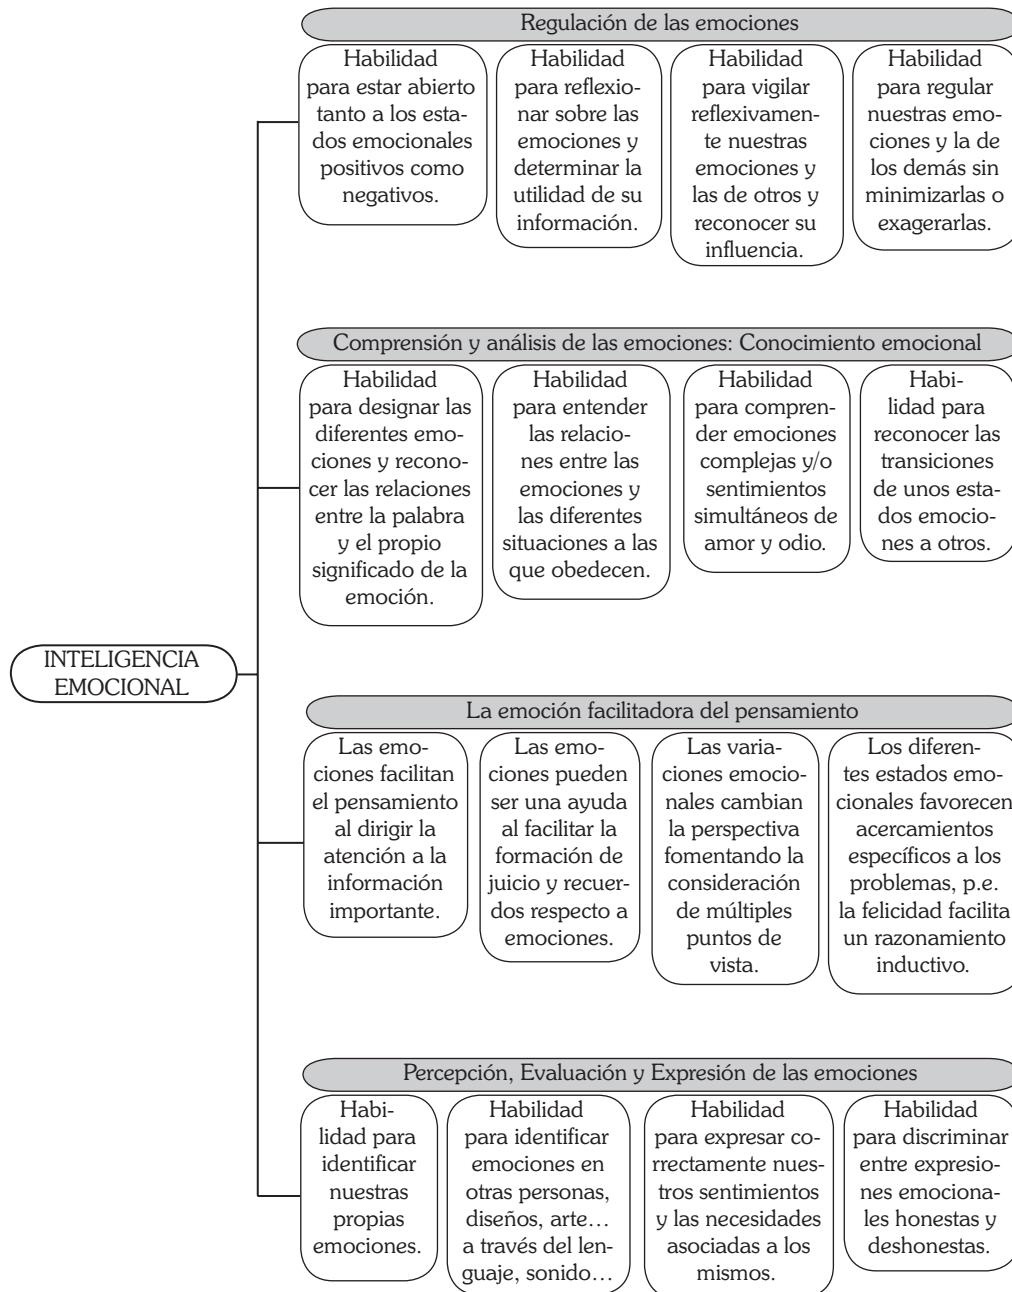 Regulación de las emociones
Habilidad
para estar abierto
tanto a los esta-
dos emocionales
positivos como
negativos.
Habilidad
para reflexio-
nar sobre las
emociones y
determinar la
utilidad de su
información.
Habilidad
para vigilar
reflexivamen-
te nuestras
emociones y
las de otros y
reconocer su
influencia.
Habilidad
para regular
nuestras emo-
ciones y la de
los demás sin
minimizarlas o
exagerarlas.
Comprensión y análisis de las emociones: Conocimiento emocional
Habilidad
para designar las
diferentes emo-
ciones y recono-
cer las relaciones
entre la palabra
y el propio
significado de la
emoción.
Habilidad
para entender
las relacio-
nes entre las
emociones y
las diferentes
situaciones a las
que obedecen.
Habilidad
para compren-
der emociones
complejas y/o
sentimientos
simultáneos de
amor y odio.
Habi-
lidad para
reconocer las
transiciones
de unos esta-
dos emocio-
nes a otros.
INTELIGENCIA
EMOCIONAL
La emoción facilitadora del pensamiento
Las emo-
ciones facilitan
el pensamiento
al dirigir la
atención a la
información
importante.
Las emo-
ciones pueden
ser una ayuda
al facilitar la
formación de
juicio y recuer-
dos respecto a
emociones.
Las varia-
ciones emocio-
nales cambian
la perspectiva
fomentando la
consideración
de múltiples
puntos de
vista.
Los diferen-
tes estados emo-
cionales favorecen
acercamientos
específicos a los
problemas, p.e.
la felicidad facilita
un razonamiento
inductivo.
Percepción, Evaluación y Expresión de las emociones
Habi-
lidad para
identificar
nuestras
propias
emociones.
Habilidad
para identificar
emociones en
otras personas,
diseños, arte…
a través del len-
guaje, sonido…
Habilidad
para expresar co-
rrectamente nues-
tros sentimientos
y las necesidades
asociadas a los
mismos.
Habilidad
para discriminar
entre expresio-
nes emociona-
les honestas y
deshonestas.